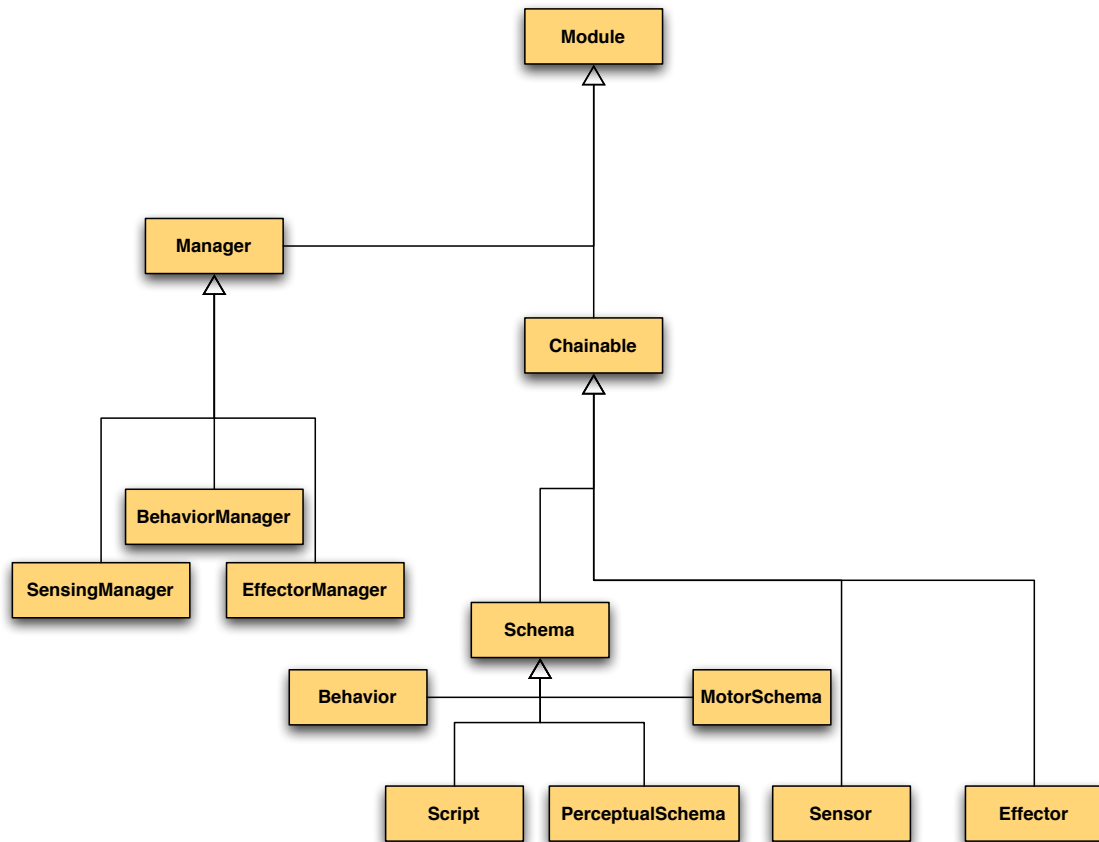 Module
Manager
Chainable
BehaviorManager
SensingManager
EffectorManager
Schema
Behavior
MotorSchema
Script
PerceptualSchema
Sensor
Effector